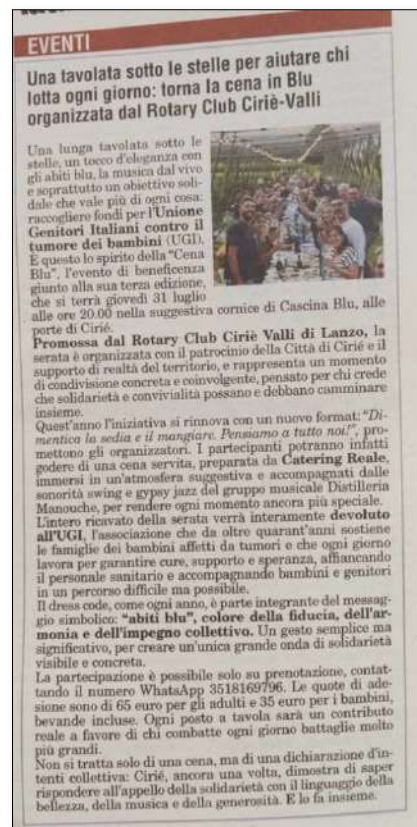 EVENTI
Una tavolata sotto le stelle per aiutare chi
lotta ogni giorno: torna la cena in Blu
organizzata dal Rotary Club Ciriè-Valli
Una lunga tavolata sotto le
stelle, un tocco d'eleganza con
gli abiti blu, la musica dal vivo
e soprattutto un obiettivo soli-
dale che vale più di ogni cosa:
raccogliere fondi per l'Unione
Genitori Italiani contro il
tumore dei bambini (UGI).
È questo lo spirito della "Cena
Blu", l'evento di beneficenza
giunto alla sua terza edizione,
che si terrà giovedì 31 luglio
alle ore 20.00 nella suggestiva cornice di Cascina Blu, alle
porte di Cirié.
Promossa dal Rotary Club Ciriè Valli di Lanzo, la
serata è organizzata con il patrocinio della Città di Cirié e il
supporto di realtà del territorio, e rappresenta un momento
di condivisione concreta e coinvolgente, pensato per chi crede
che solidarietà e convivialità possano e debbano camminare
insieme.
Quest'anno l'iniziativa si rinnova con un nuovo format: "Di-
mentica la sedia e il mangiare. Pensiamo a tutto noi!", pro-
mettono gli organizzatori. I partecipanti potranno infatti
godere di una cena servita, preparata da Catering Reale,
immersi in un'atmosfera suggestiva e accompagnati dalle
sonorità swing e gypsy jazz del gruppo musicale Distilleria
Manouche, per rendere ogni momento ancora più speciale.
L'intero ricavato della serata verrà interamente devoluto
all'UGI, l'associazione che da oltre quarant'anni sostiene
le famiglie dei bambini affetti da tumori e che ogni giorno
lavora per garantire cure, supporto e speranza, affiancando
il personale sanitario e accompagnando bambini e genitori
in un percorso difficile ma possibile.
Il dress code, come ogni anno, è parte integrante del messag-
gio simbolico: "abiti blu", colore della fiducia, dell'ar-
monia e dell'impegno collettivo. Un gesto semplice ma
significativo, per creare un'unica grande onda di solidarietà
visibile e concreta.
La partecipazione è possibile solo su prenotazione, contat-
tando il numero WhatsApp 3518169796. Le quote di ade-
sione sono di 65 euro per gli adulti e 35 euro per i bambini,
bevande incluse. Ogni posto a tavola sarà un contributo
reale a favore di chi combatte ogni giorno battaglie molto
più grandi.
Non si tratta solo di una cena, ma di una dichiarazione d'in-
tenti collettiva: Cirié, ancora una volta, dimostra di saper
rispondere all'appello della solidarietà con il linguaggio della
bellezza, della musica e della generosità. E lo fa insieme.